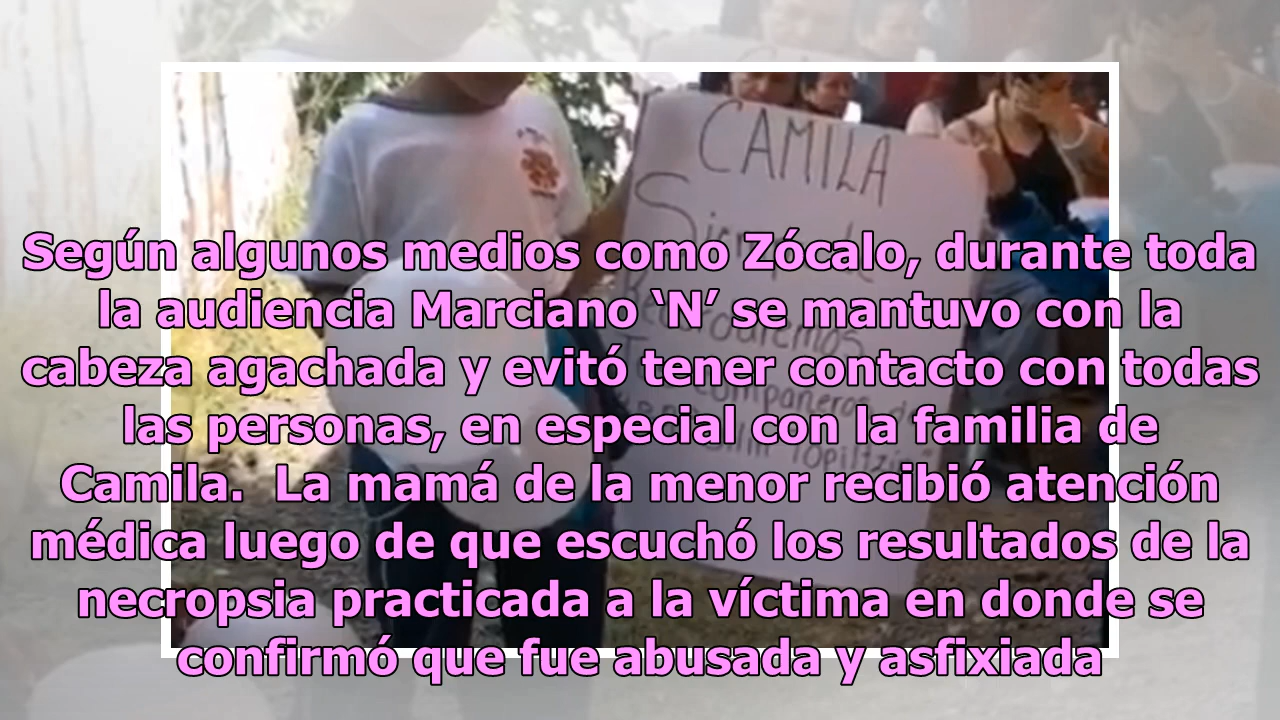 CAMILA
Siempre
Según algunos medios como Zócalo, durante toda
la audiencia Marciano ‘N’ se mantuvo con la
cabeza agachada y evitó tener contacto con todas
las personas, en especial con la familia de
Camila.  La mamá de la menor recibió atención
médica luego de que escuchó los resultados de la
necropsia practicada a la víctima en donde se
confirmó que fue abusada y asfixiada